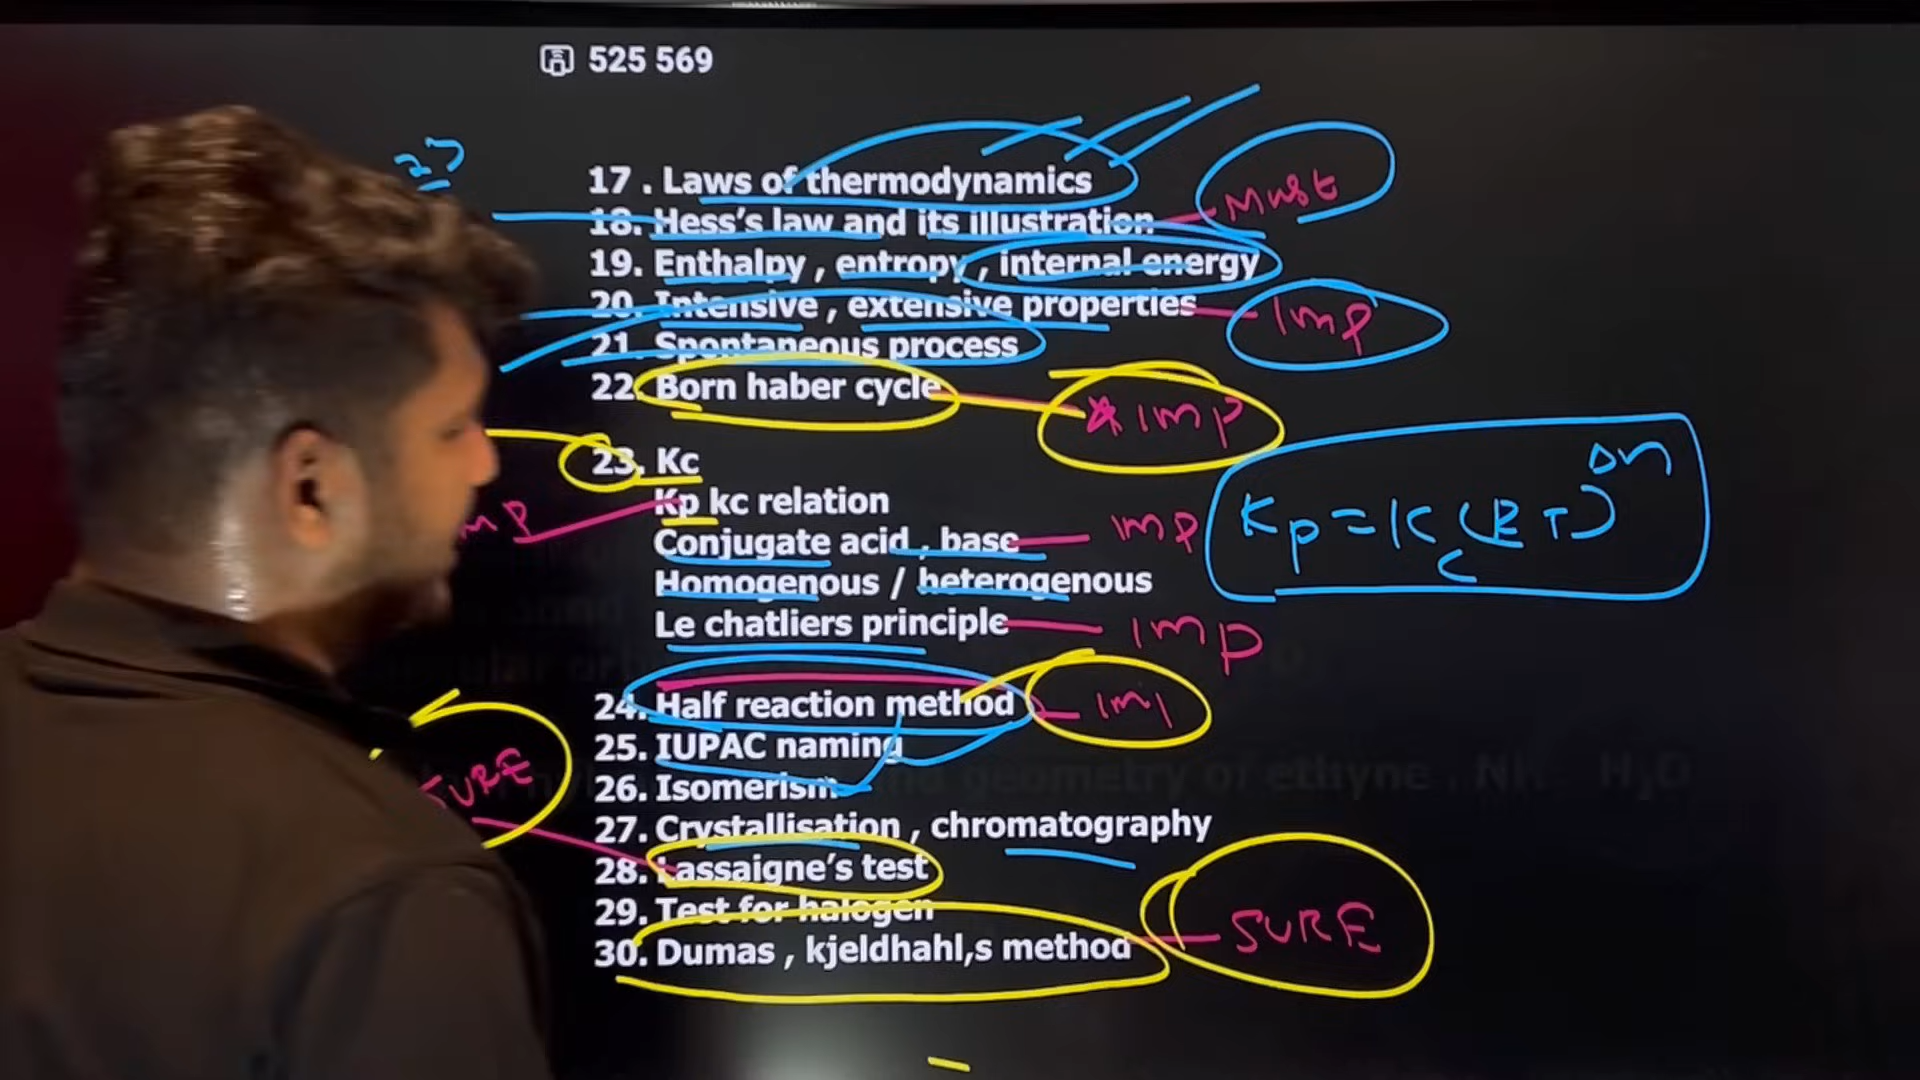 525 569
17 . Laws of thermodynamics
18. Hess's law and its illustration
Must
19. Enthalpy , entropy , internal energy
20. Intensive , extensive properties
Imp
21. Spontaneous process
22. Born haber cycle
* Imp
23. Kc
Kp kc relation
Conjugate acid , base
Imp
Kp = Kc (RT)^Δn
Homogenous / heterogenous
Le chatliers principle
Imp
24. Half reaction method
25. IUPAC naming
26. Isomerism
SURE
27. Crystallisation , chromatography
28. Lassaigne's test
29. Test for halogen
30. Dumas , kjeldhahl,s method
SURE